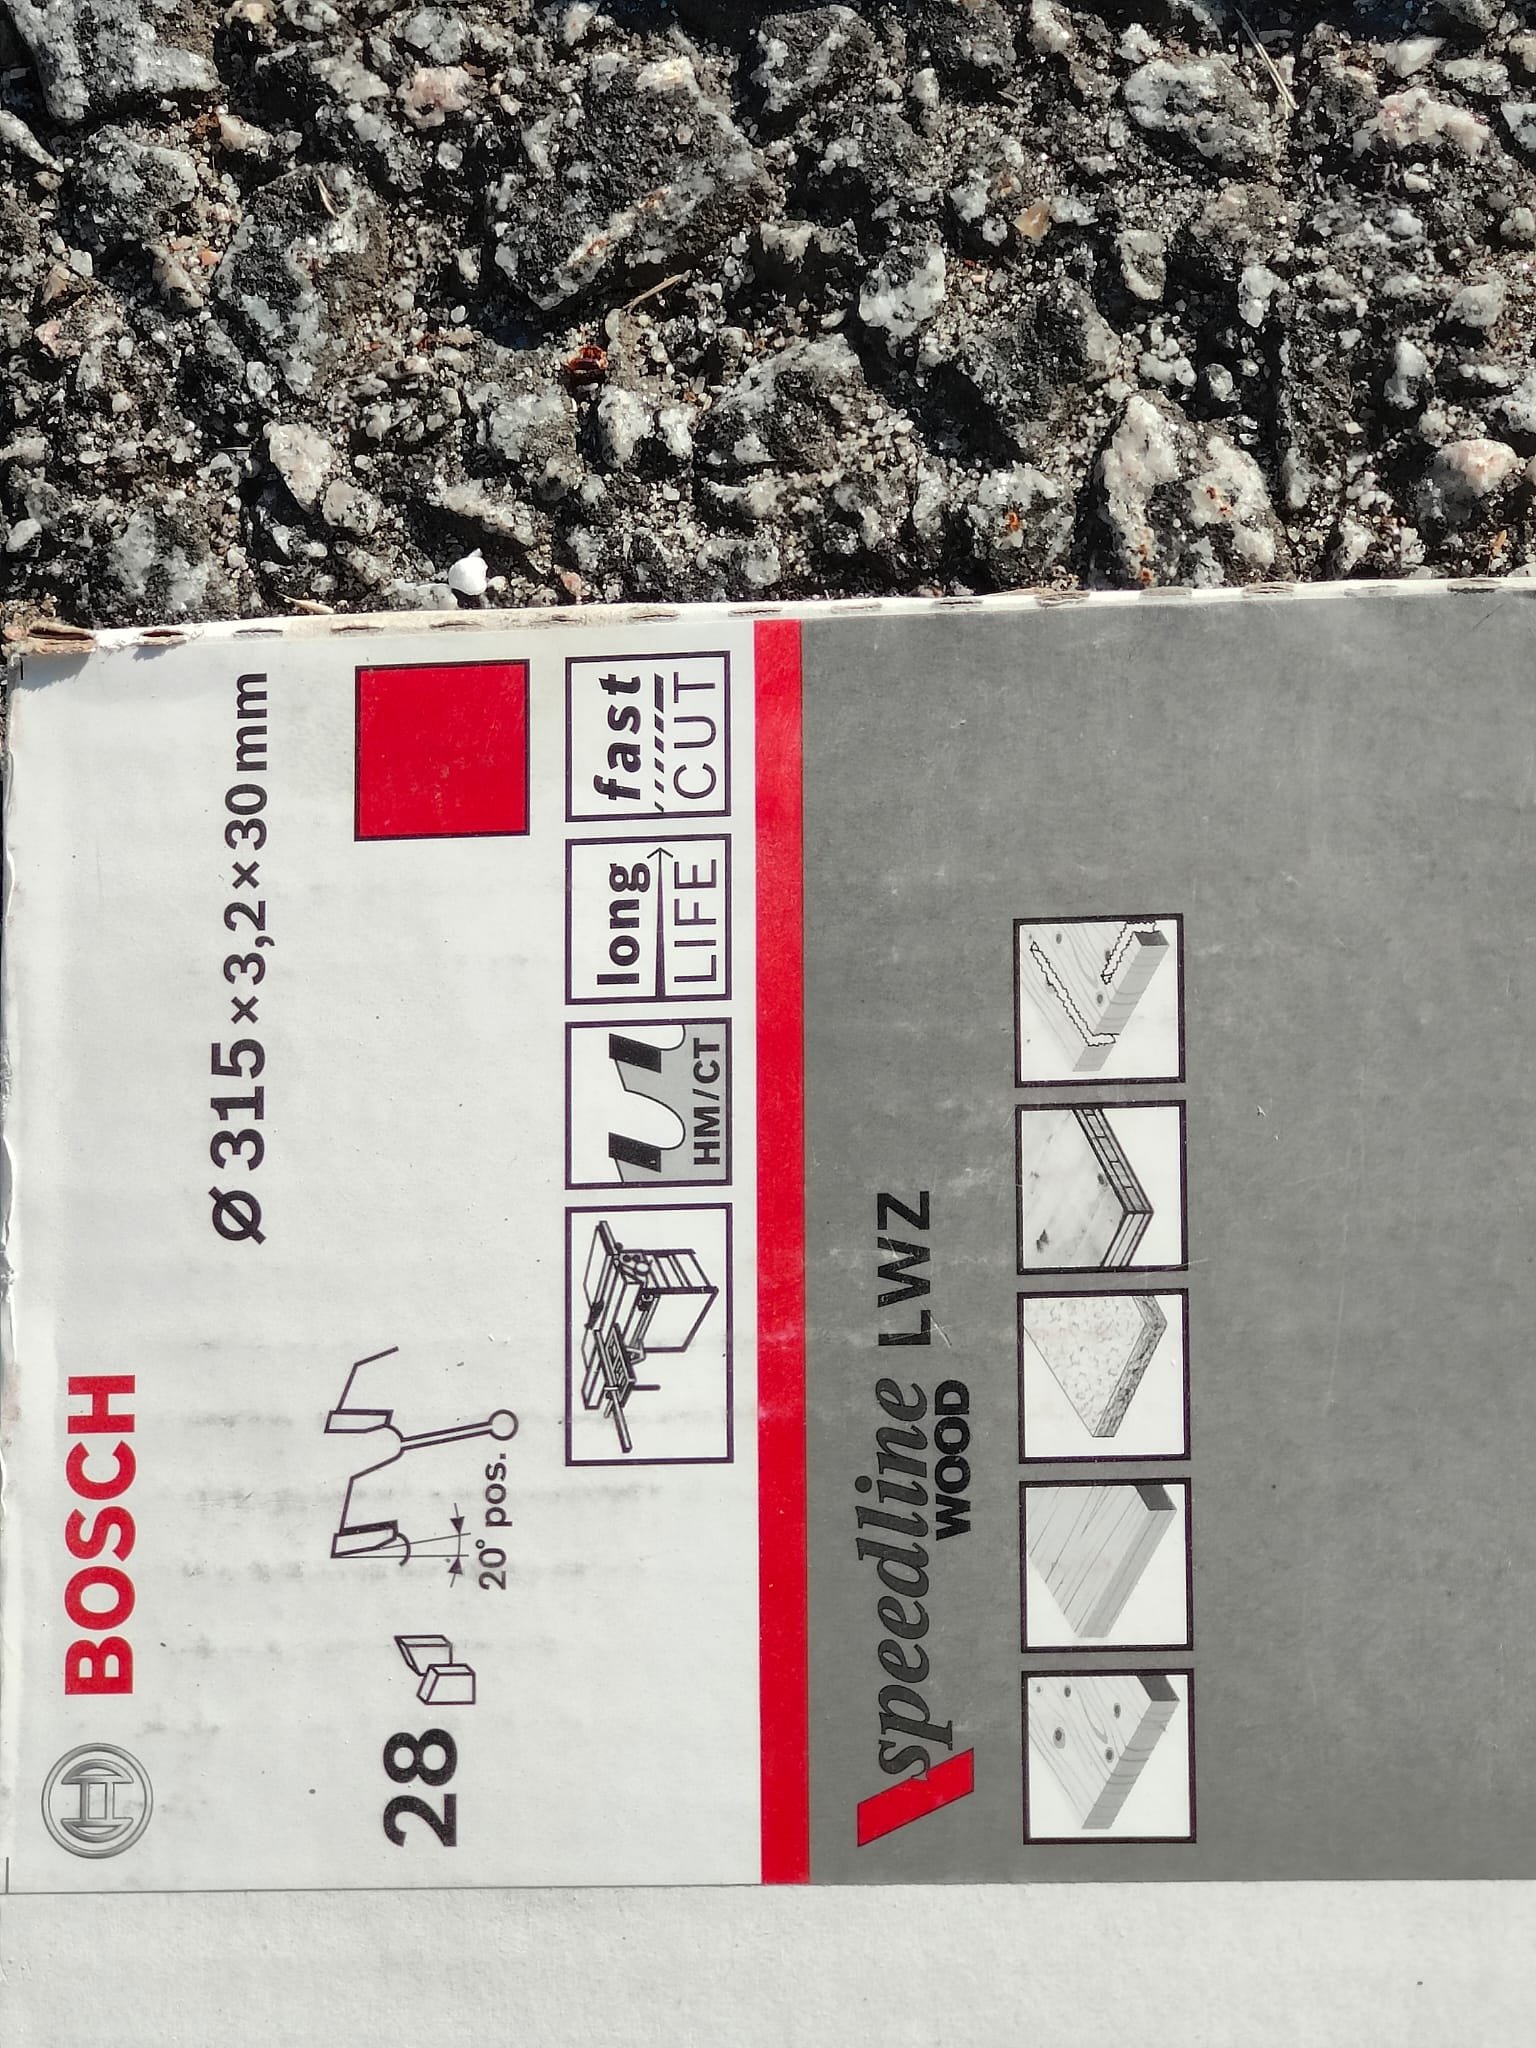 BOSCH
Ø 315 × 3,2 × 30 mm
28
20° pos.
HM/CT
long
LIFE
fast
CUT
speedline LWZ
WOOD